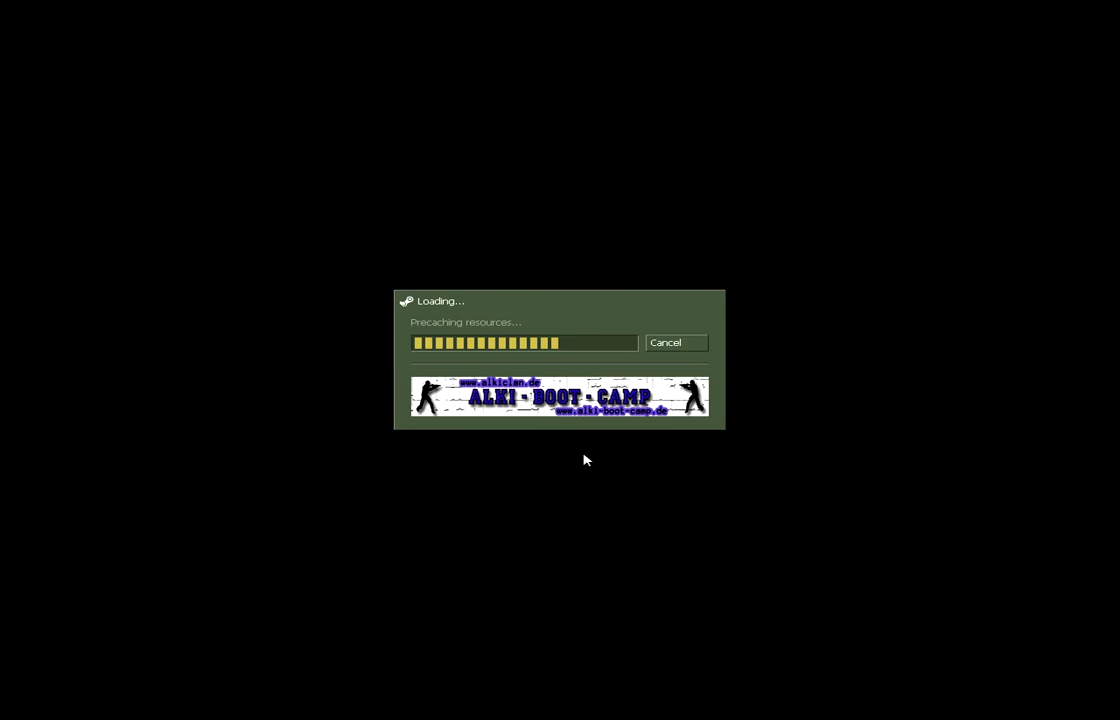 Loading...
Precaching resources...
Cancel
www.alkiclan.de
ALKI - BOOT - CAMP
www.alki-boot-camp.de